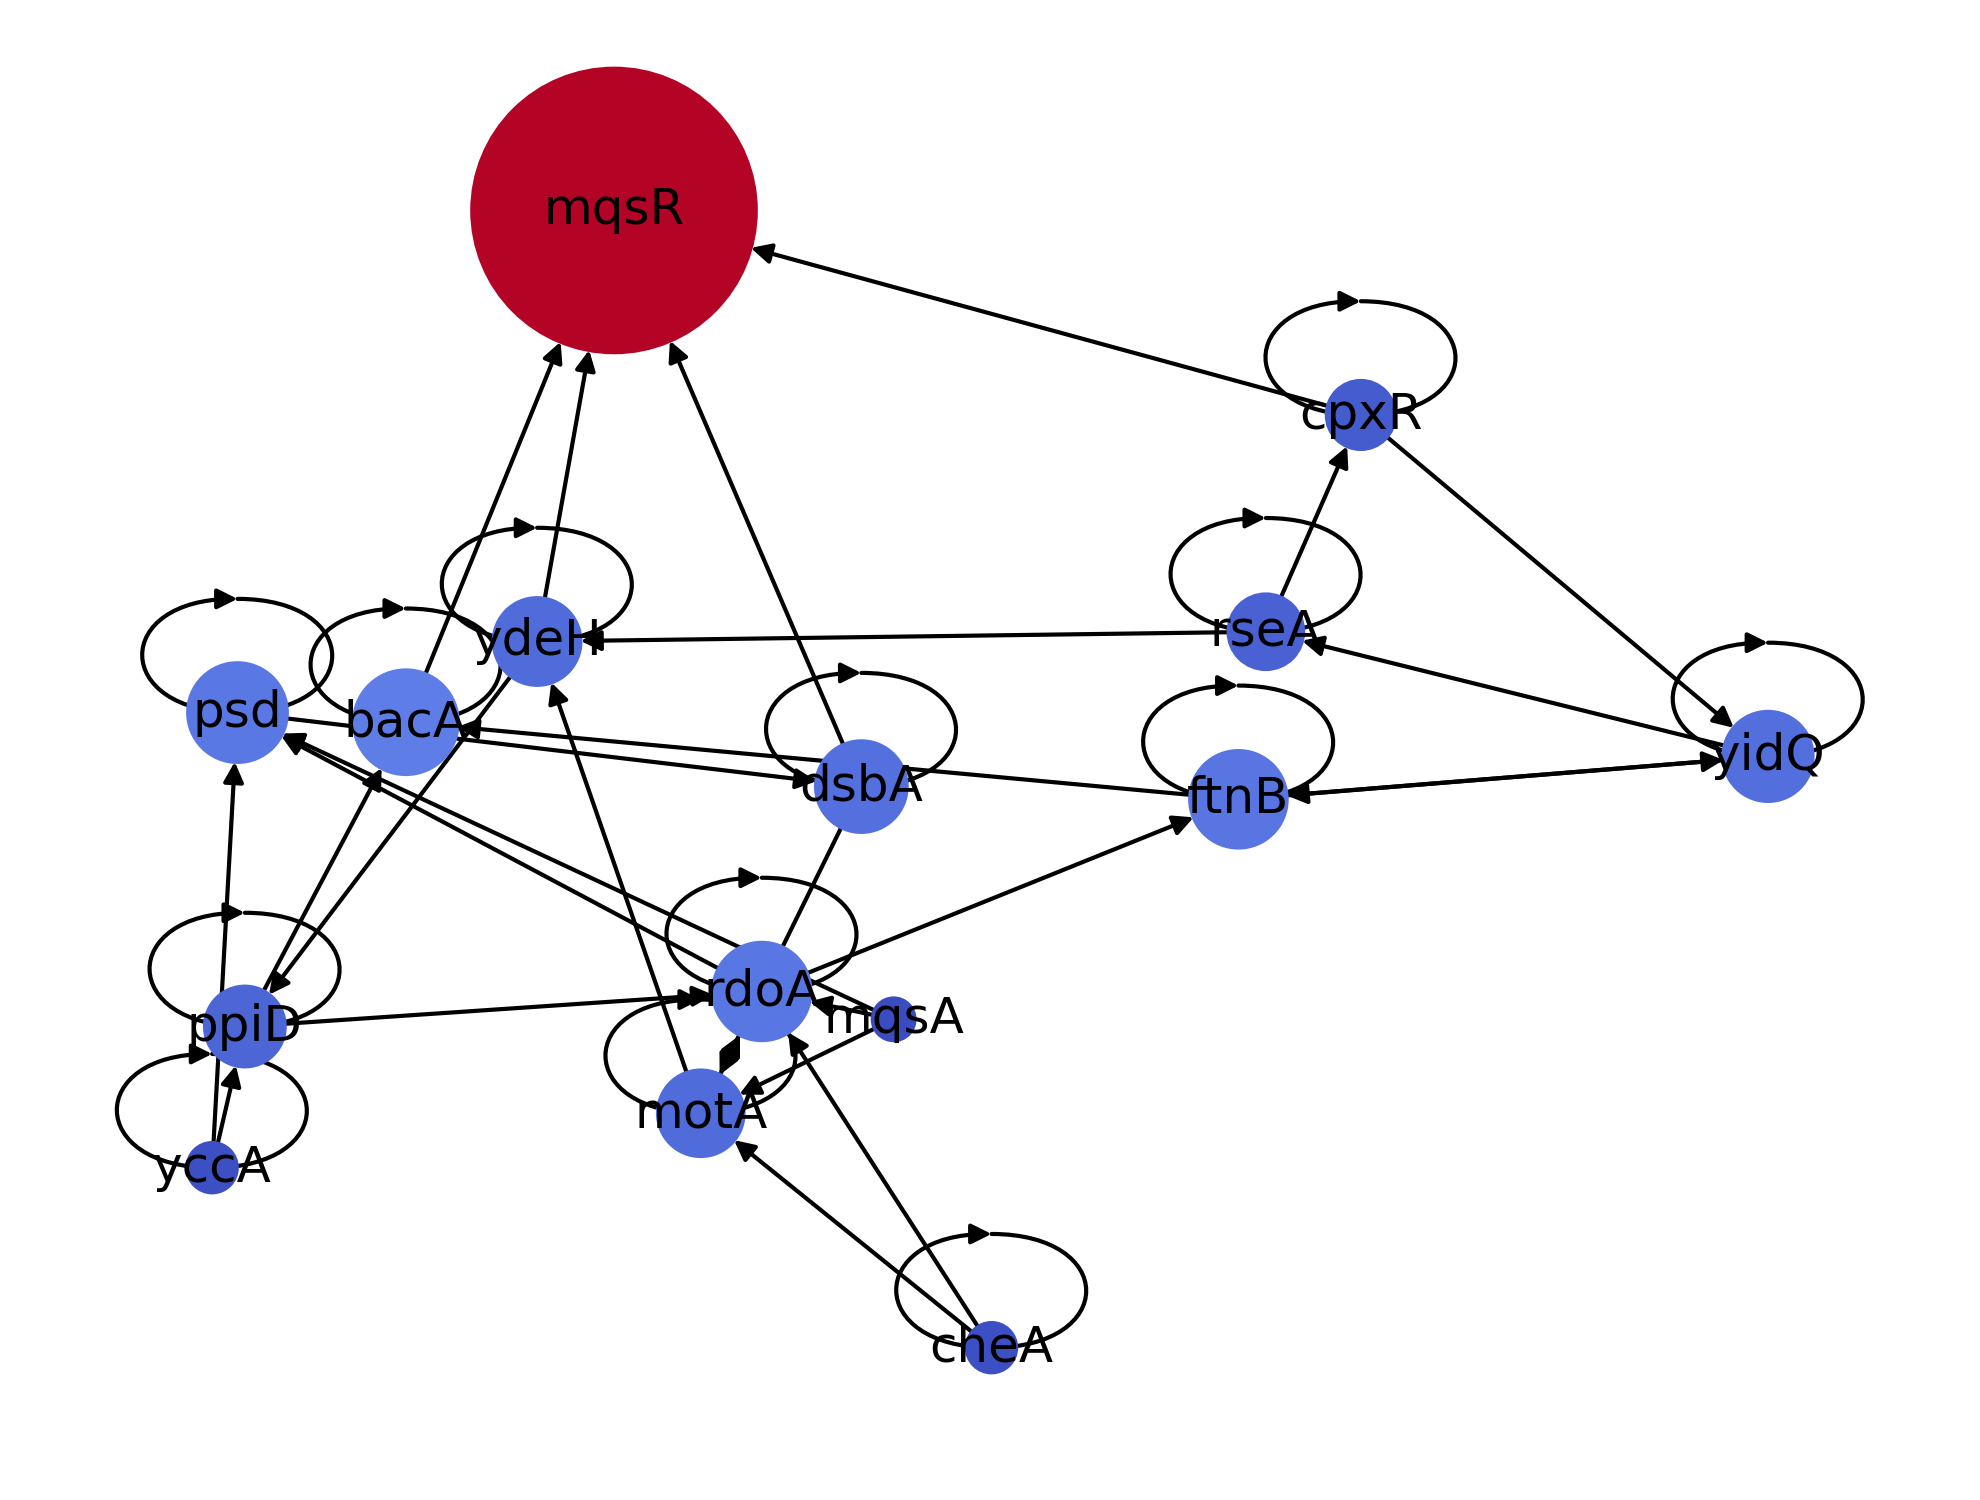 mqsR
cpxR
rseA
ydeH
psd
bacA
yidQ
dsbA
ftnB
rdoA
mqsA
ppiD
motA
yccA
cheA